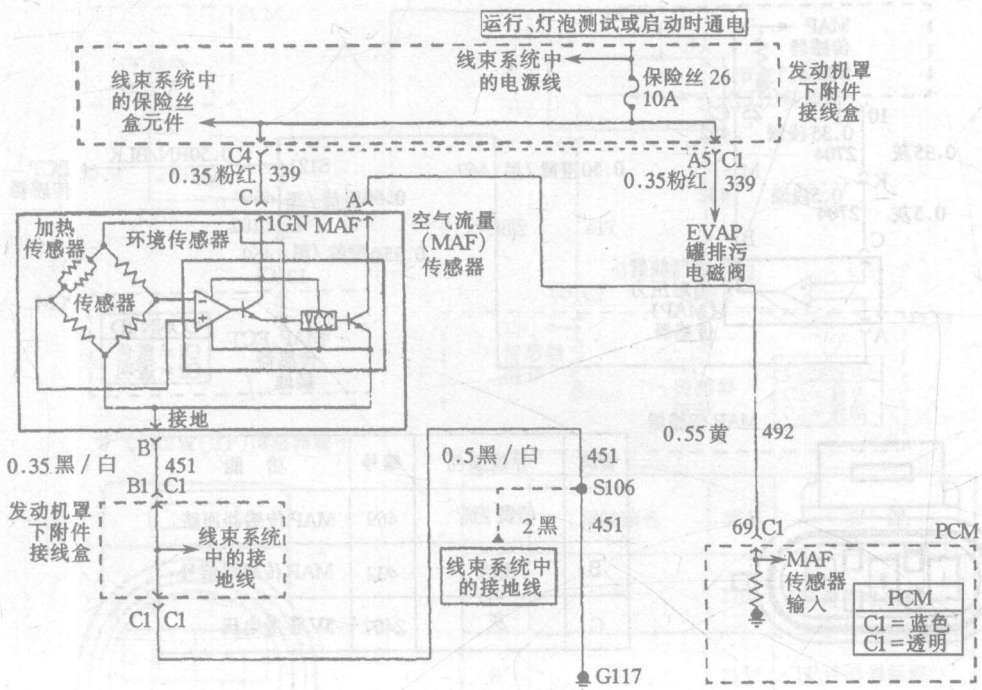 运行、灯泡测试或启动时通电
线束系统中
的保险丝
盒元件
线束系统中
的电源线
保险丝 26
10A
发动机罩
下附件
接线盒
C4
0.35 粉红 339
C
A
A5 C1
0.35 粉红 339
EVAP
罐排污
电磁阀
1GN MAF
空气流量
(MAF)
传感器
加热
传感器
环境传感器
传感器
VCC
接地
B
0.35 黑/白 451
B1 C1
发动机罩
下附件
接线盒
线束系统
中的接
地线
C1 C1
0.5 黑/白 451
S106
2 黑 451
线束系统中
的接地线
G117
0.55 黄 492
69 C1
PCM
MAF
传感器
输入
PCM
C1=蓝色
C1=透明